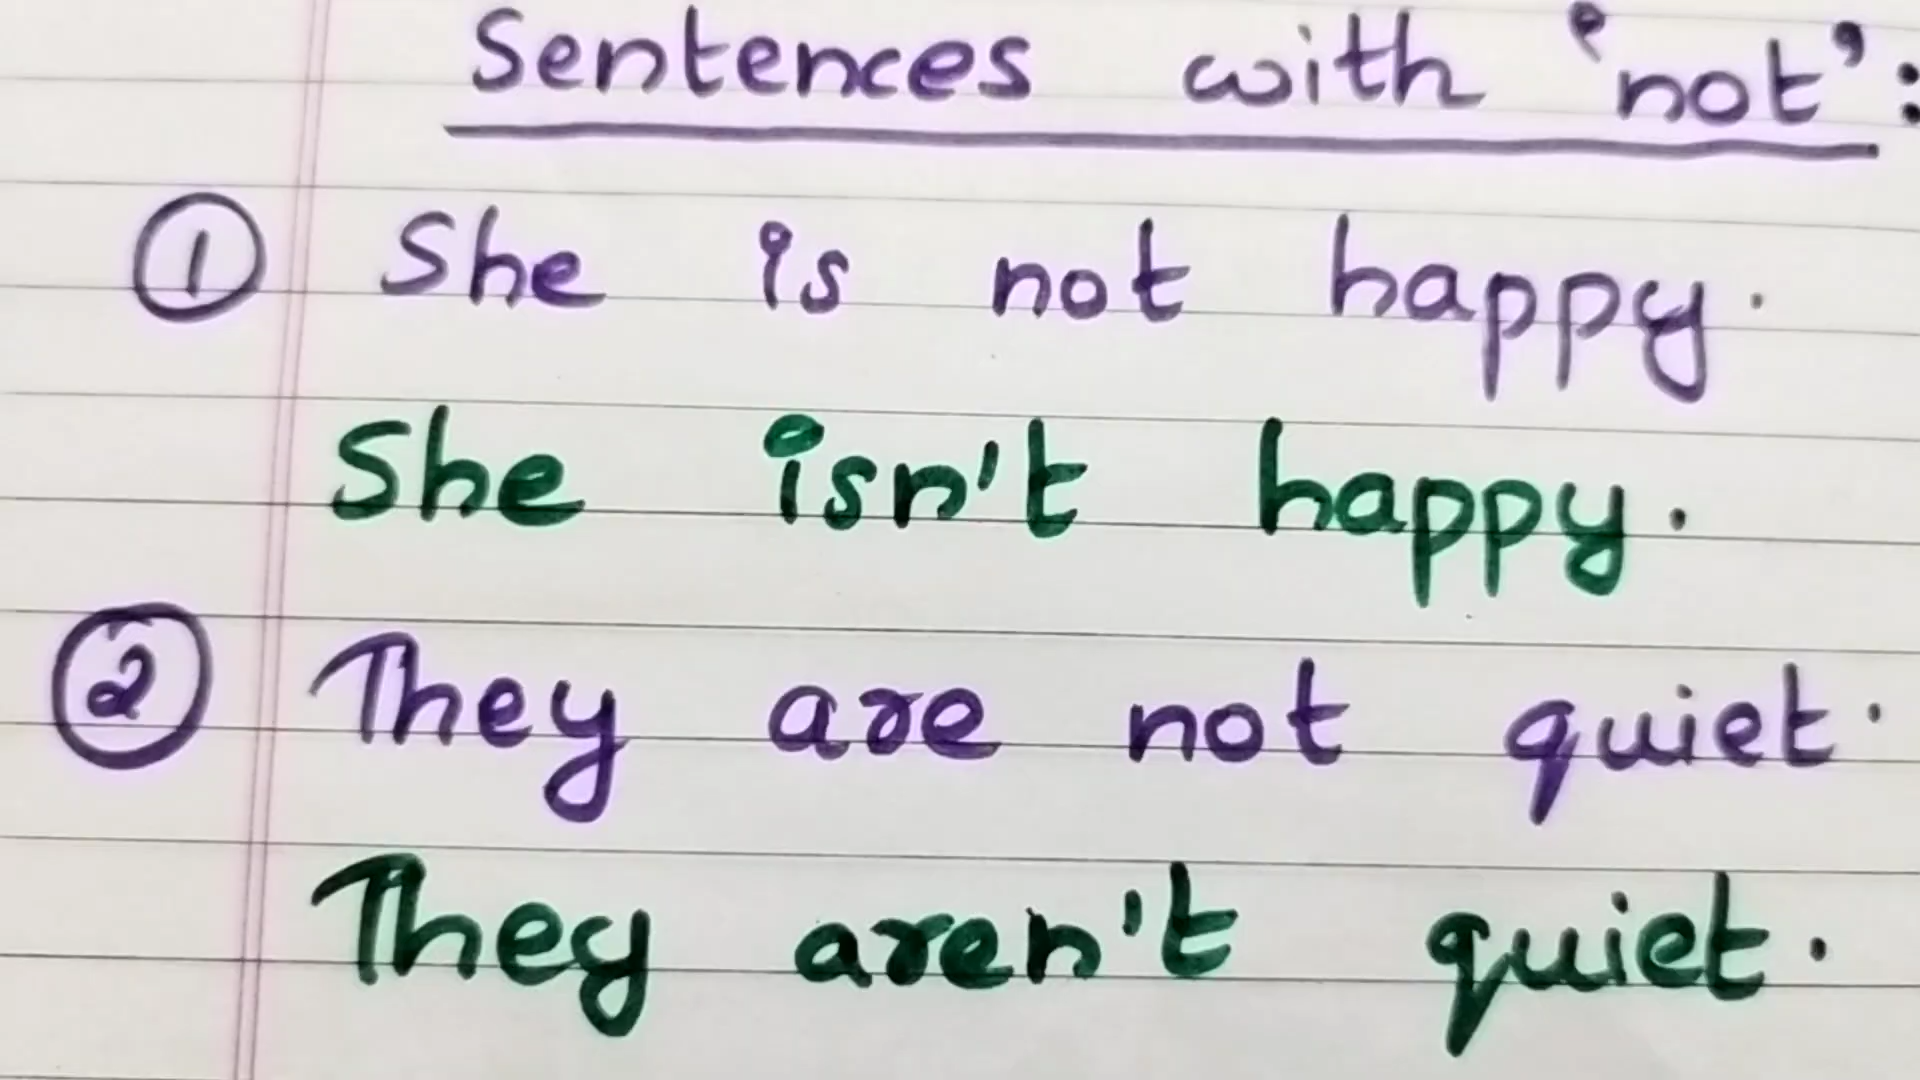 Sentences with 'not':
① She is not happy.
She isn't happy.
② They are not quiet.
They aren't quiet.